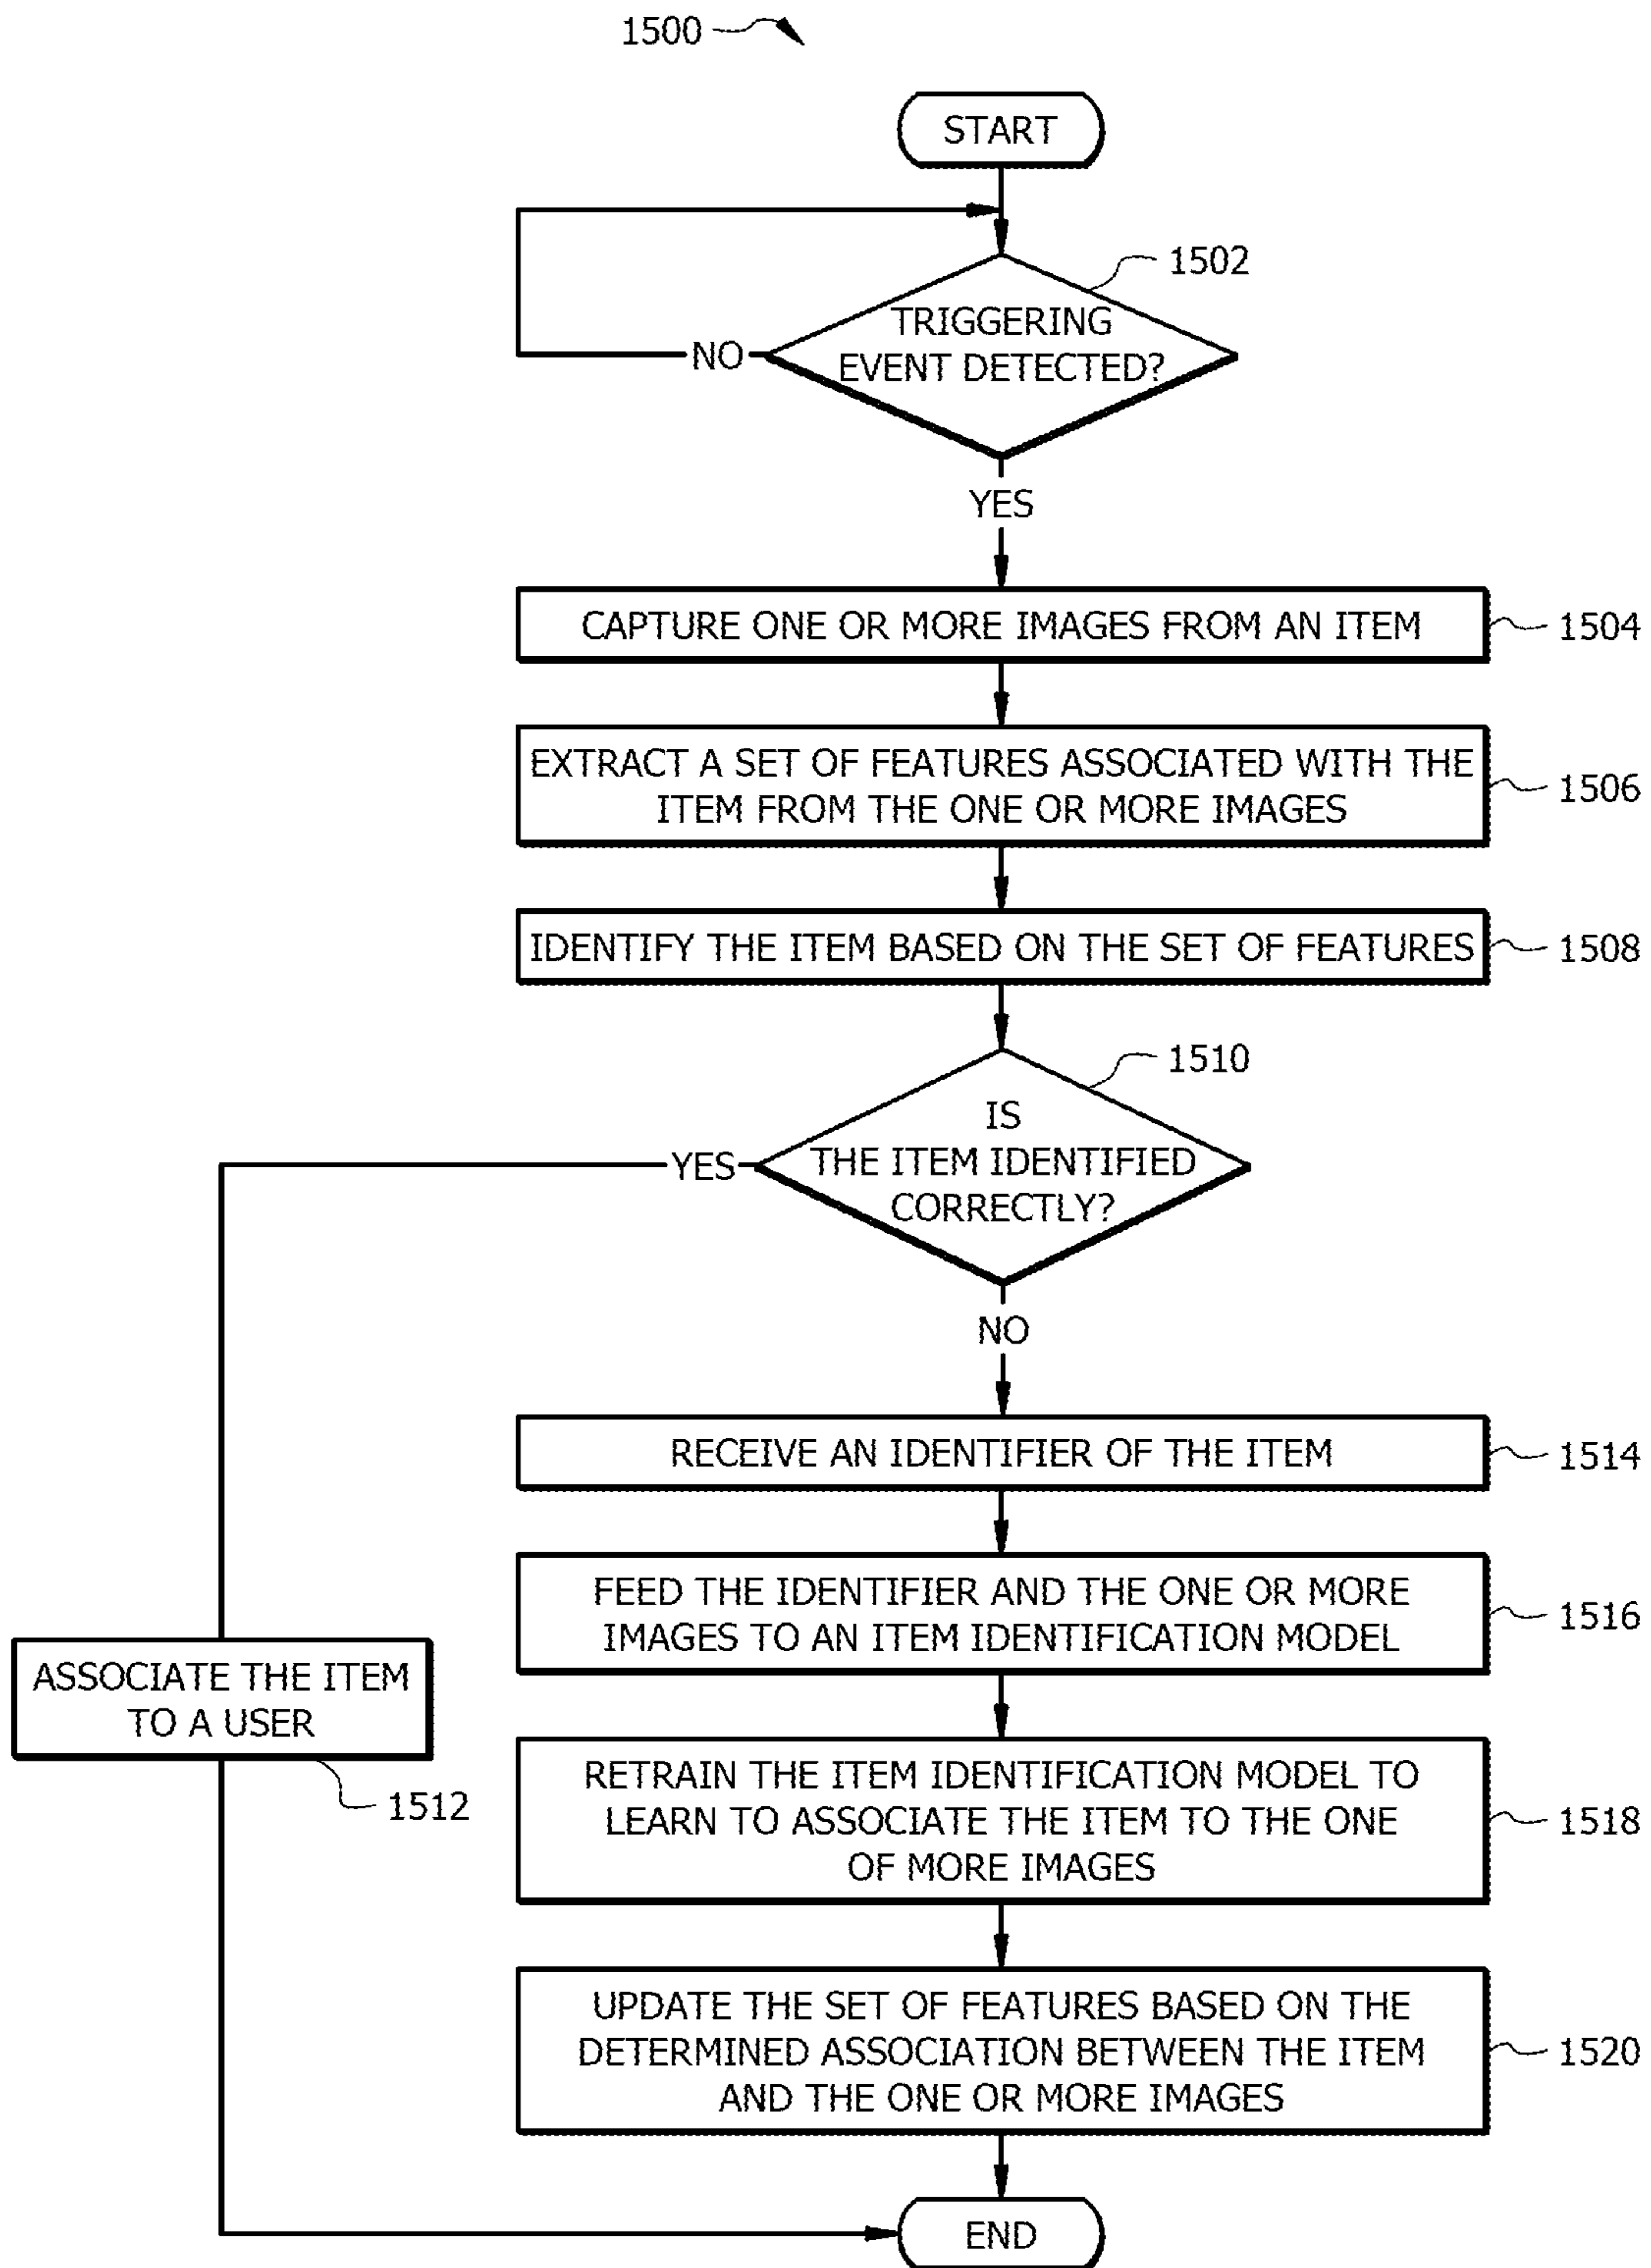 1500
START
1502
TRIGGERING
EVENT DETECTED?
NO
YES
CAPTURE ONE OR MORE IMAGES FROM AN ITEM
1504
EXTRACT A SET OF FEATURES ASSOCIATED WITH THE
ITEM FROM THE ONE OR MORE IMAGES
1506
IDENTIFY THE ITEM BASED ON THE SET OF FEATURES
1508
1510
IS
THE ITEM IDENTIFIED
CORRECTLY?
YES
NO
RECEIVE AN IDENTIFIER OF THE ITEM
1514
FEED THE IDENTIFIER AND THE ONE OR MORE
IMAGES TO AN ITEM IDENTIFICATION MODEL
1516
ASSOCIATE THE ITEM
TO A USER
1512
RETRAIN THE ITEM IDENTIFICATION MODEL TO
LEARN TO ASSOCIATE THE ITEM TO THE ONE
OF MORE IMAGES
1518
UPDATE THE SET OF FEATURES BASED ON THE
DETERMINED ASSOCIATION BETWEEN THE ITEM
AND THE ONE OR MORE IMAGES
1520
END